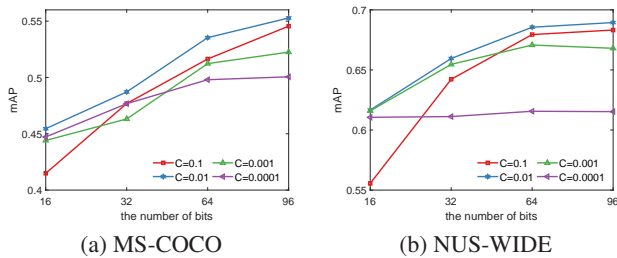 0.55
0.5
0.45
0.4
mAP
C=0.1 C=0.001
C=0.01 C=0.0001
16 32 64 96
the number of bits
(a) MS-COCO
0.7
0.65
0.6
0.55
mAP
C=0.1 C=0.001
C=0.01 C=0.0001
16 32 64 96
the number of bits
(b) NUS-WIDE